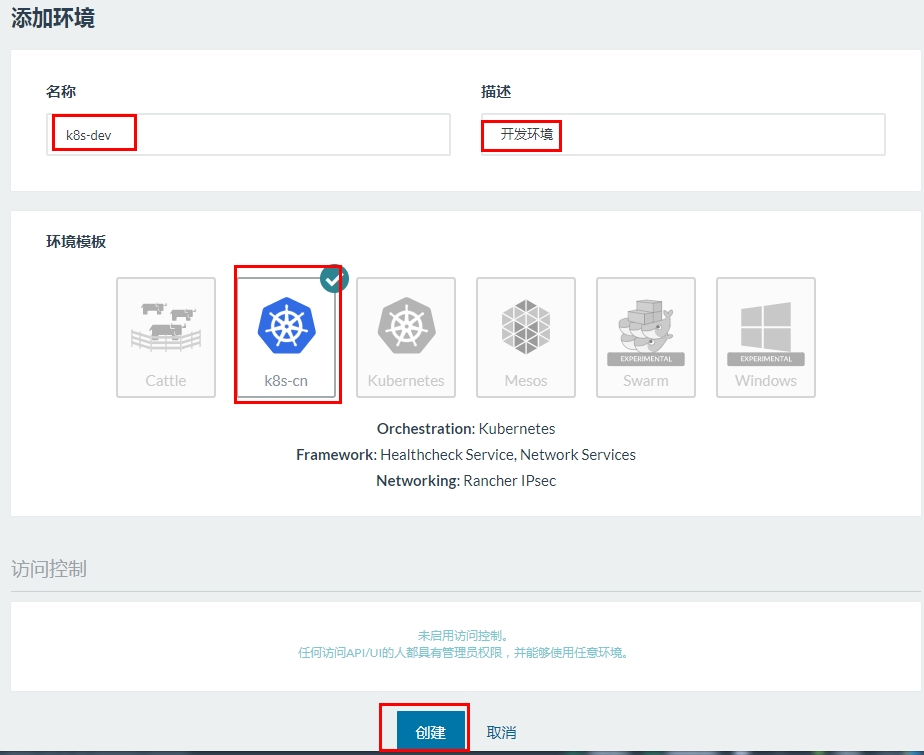 添加环境
名称
描述
k8s-dev
开发环境
环境模板
EXPERIMENTAL
EXPERIMENTAL
Cattle
k8s-cn
Kubernetes
Mesos
Swarm
Windows
Orchestration: Kubernetes
Framework: Healthcheck Service, Network Services
Networking: Rancher IPsec
访问控制
未启用访问控制。
任何访问API/UI的人都具有管理员权限，并能够使用任意环境。
创建
取消